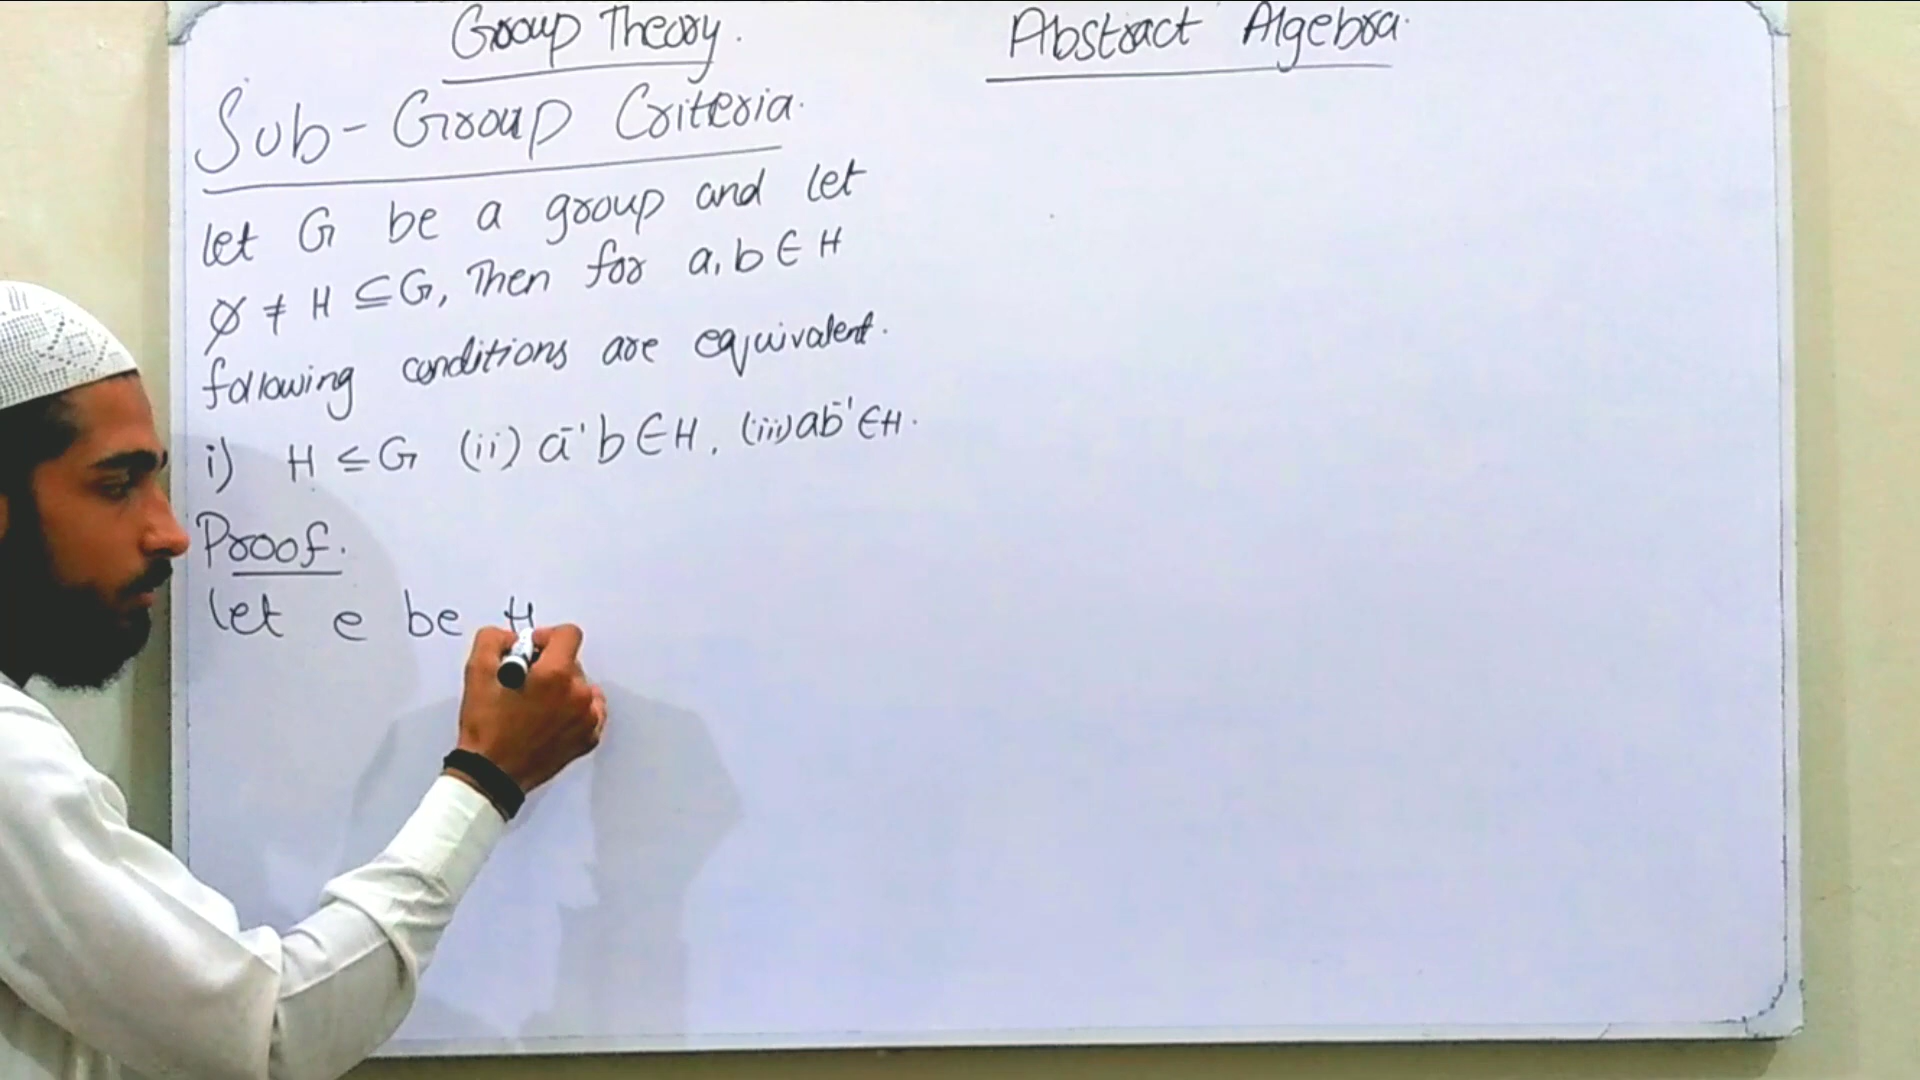 Group Theory.
Abstract Algebra.
Sub-Group Criteria.
let G be a group and let
∅ ≠ H ⊆ G, Then for a, b ∈ H
following conditions are equivalent.
i) H ≤ G (ii) a⁻¹b ∈ H, (iii) ab⁻¹ ∈ H.
Proof.
let e be